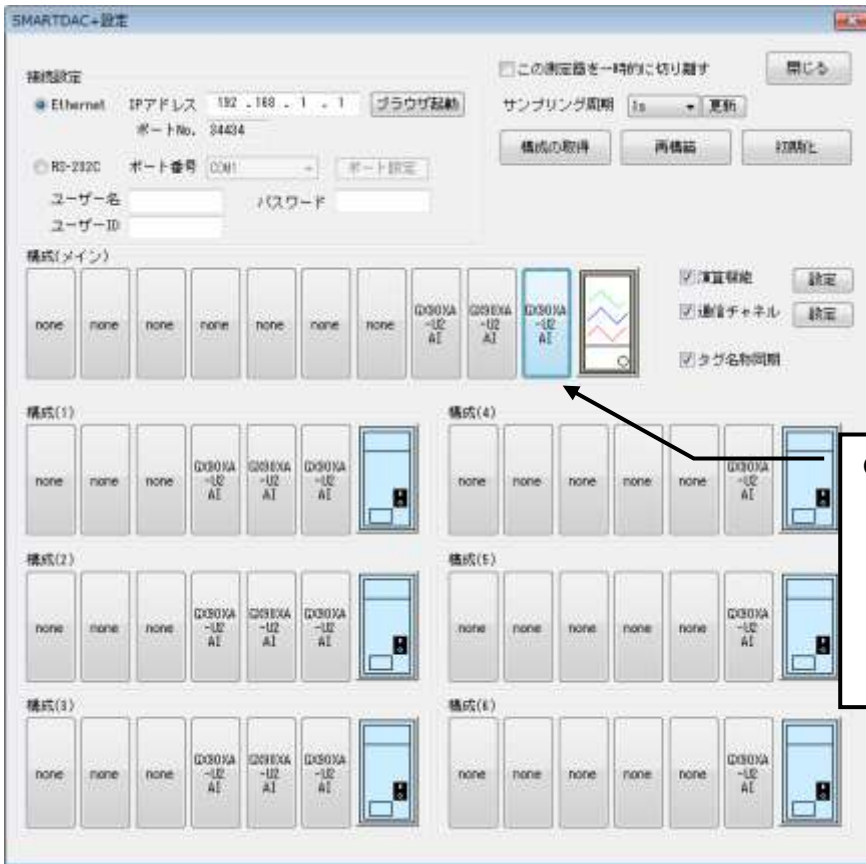 SMARTDAC+設定
接続設定
Ethernet IPアドレス 192 .168 . 1 . 1 ブラウザ起動
ポートNo. 34434
RS-232C ポート番号 COM1 ポート設定
ユーザー名 パスワード
ユーザーID
この測定器を一時的に切り離す 閉じる
サンプリング周期 1s 更新
構成の取得 再構築 初期化
構成(メイン)
none none none none none none none GX90XA-U2 AI GX90XA-U2 AI GX90XA-U2 AI
演算機能 設定
通信チャネル 設定
タグ名称同期
構成(1)
none none none GX90XA-U2 AI GX90XA-U2 AI GX90XA-U2 AI
構成(4)
none none none none none GX90XA-U2 AI
構成(2)
none none none GX90XA-U2 AI GX90XA-U2 AI GX90XA-U2 AI
構成(5)
none none none none none GX90XA-U2 AI
構成(3)
none none none GX90XA-U2 AI GX90XA-U2 AI GX90XA-U2 AI
構成(6)
none none none none none GX90XA-U2 AI